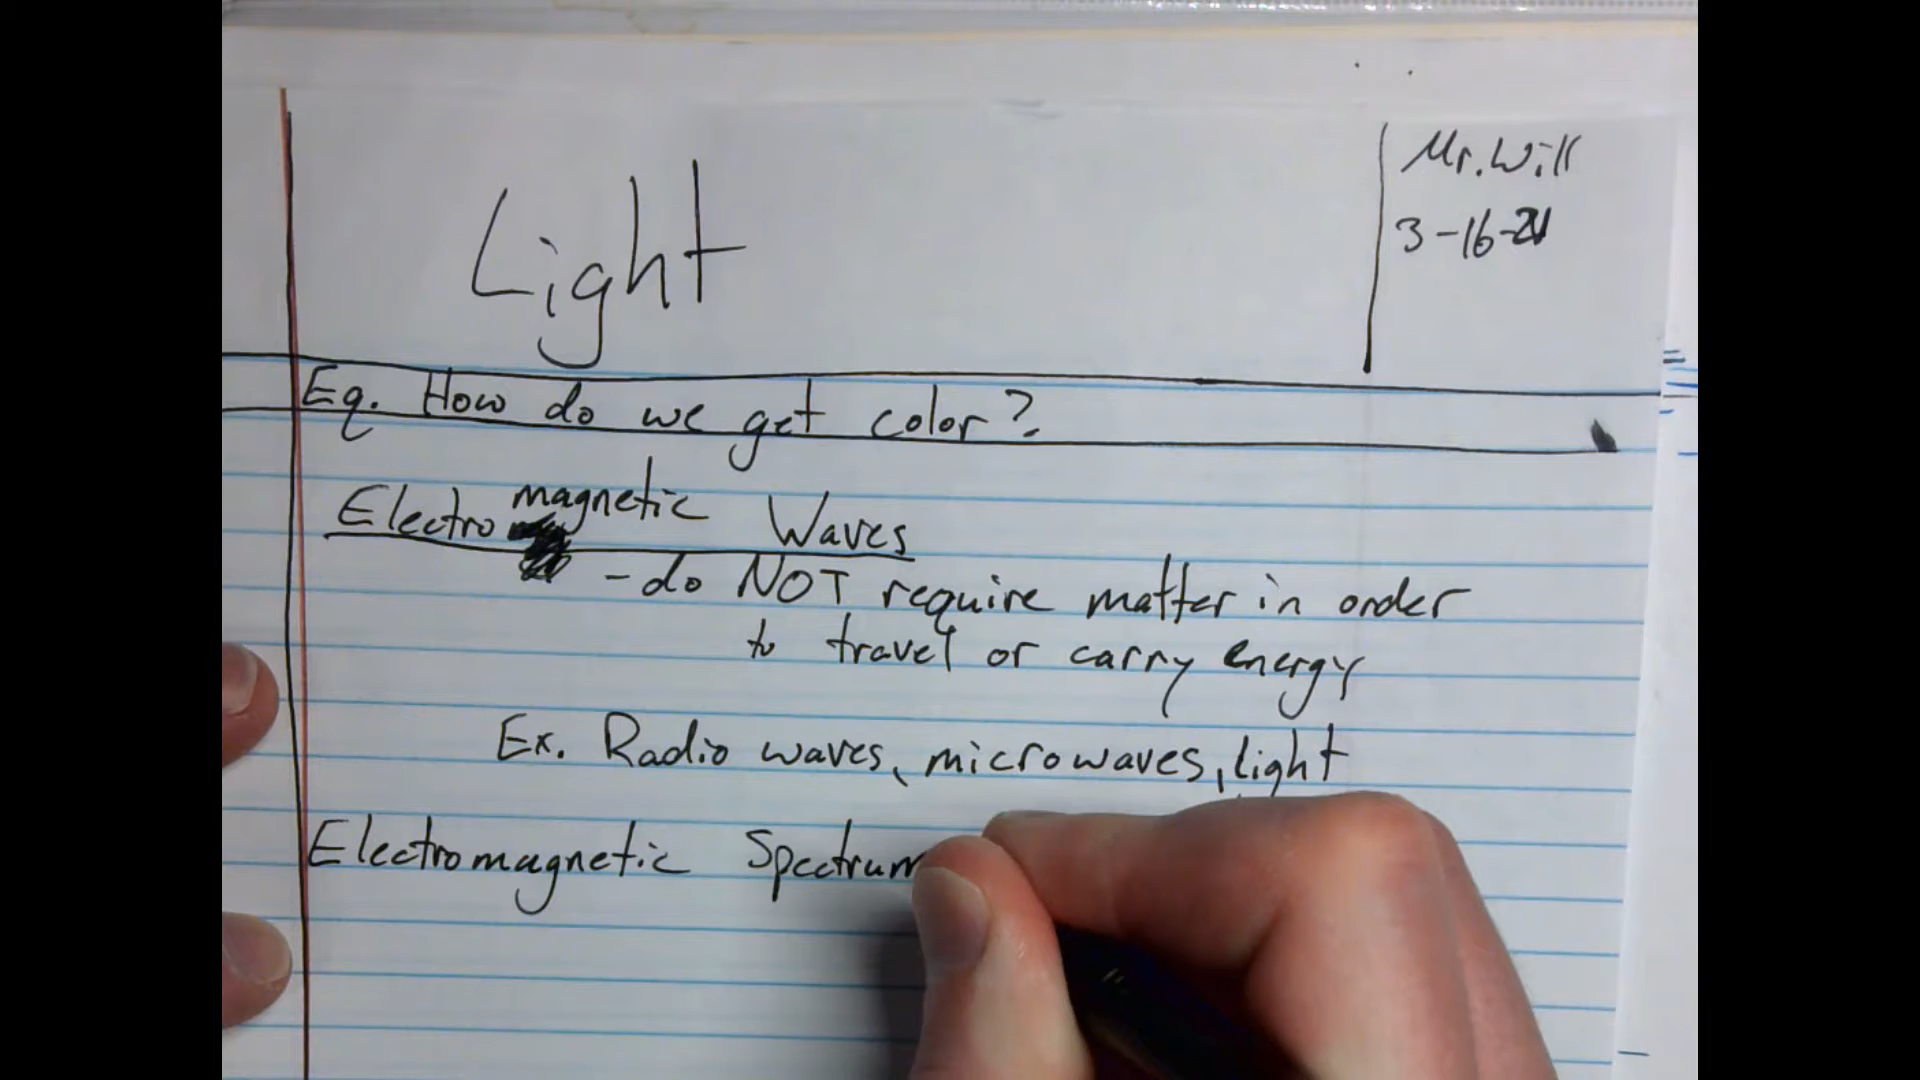 Mr. Will
3-16-21
Light
Eq. How do we get color?
Electromagnetic Waves
- do NOT require matter in order
to travel or carry energy
Ex. Radio waves, microwaves, light
Electromagnetic Spectrum